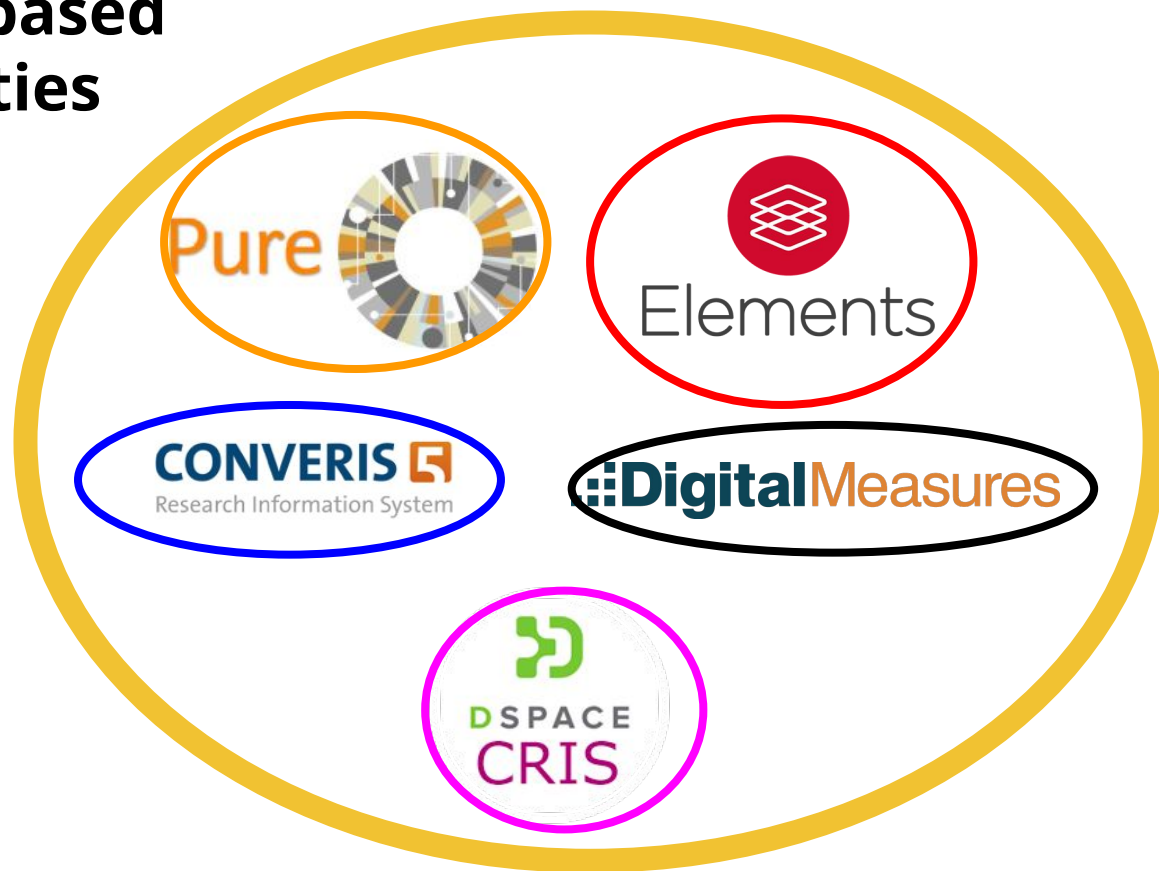 based
ties
Pure
Elements
CONVERIS 5
Research Information System
DigitalMeasures
DSPACE
CRIS